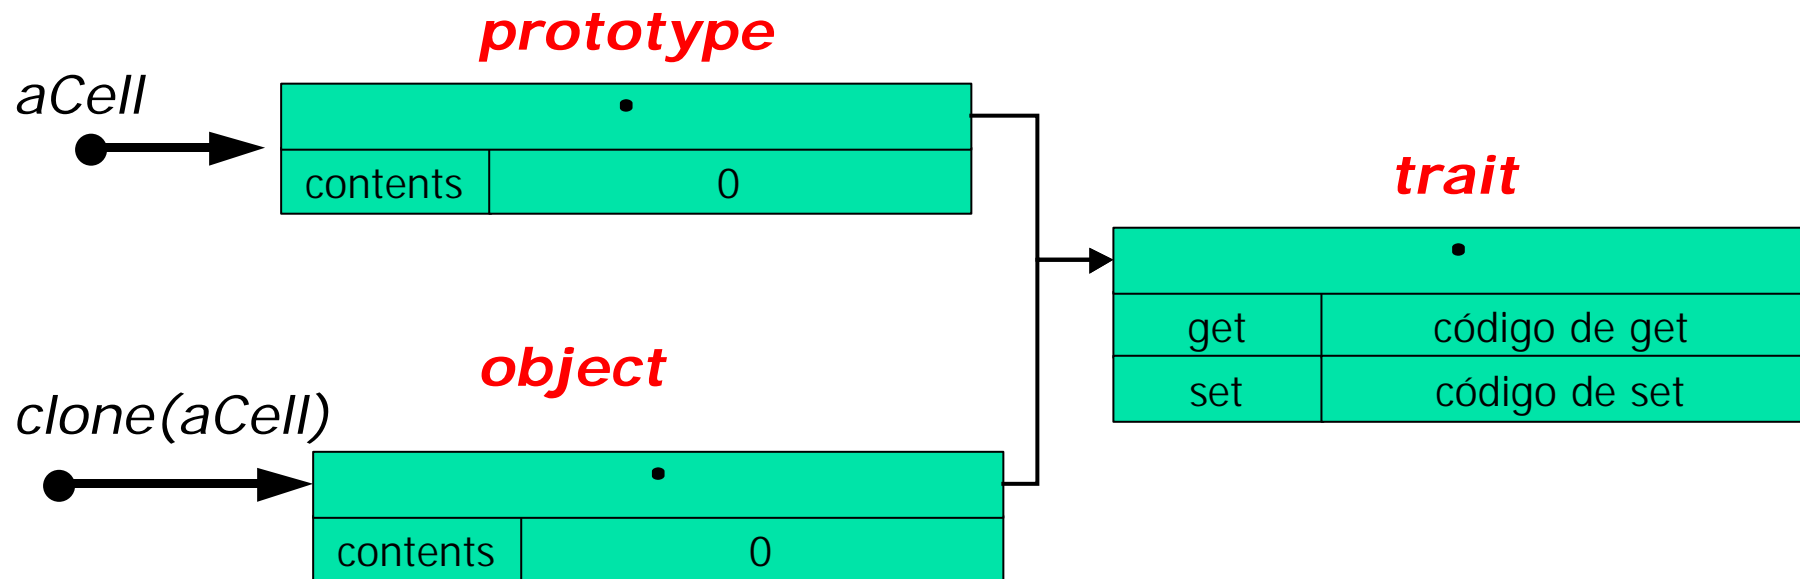 prototype
aCell
contents 0
trait
get código de get
set código de set
object
clone(aCell)
contents 0